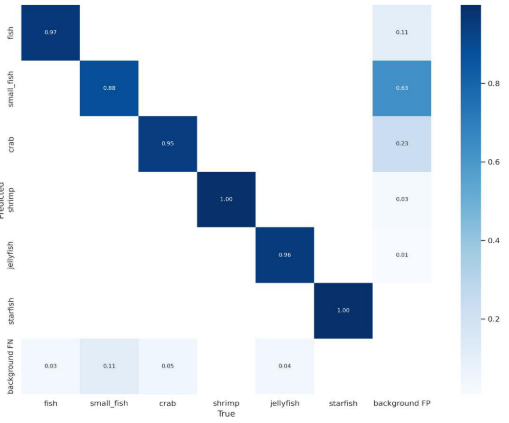 fish
0.97
0.11
small_fish
0.88
0.63
crab
0.95
0.23
Predicted
shrimp
1.00
0.03
jellyfish
0.96
0.01
starfish
1.00
background FN
0.03
0.11
0.05
0.04
fish small_fish crab shrimp jellyfish starfish background FP
True
0.8
0.6
0.4
0.2